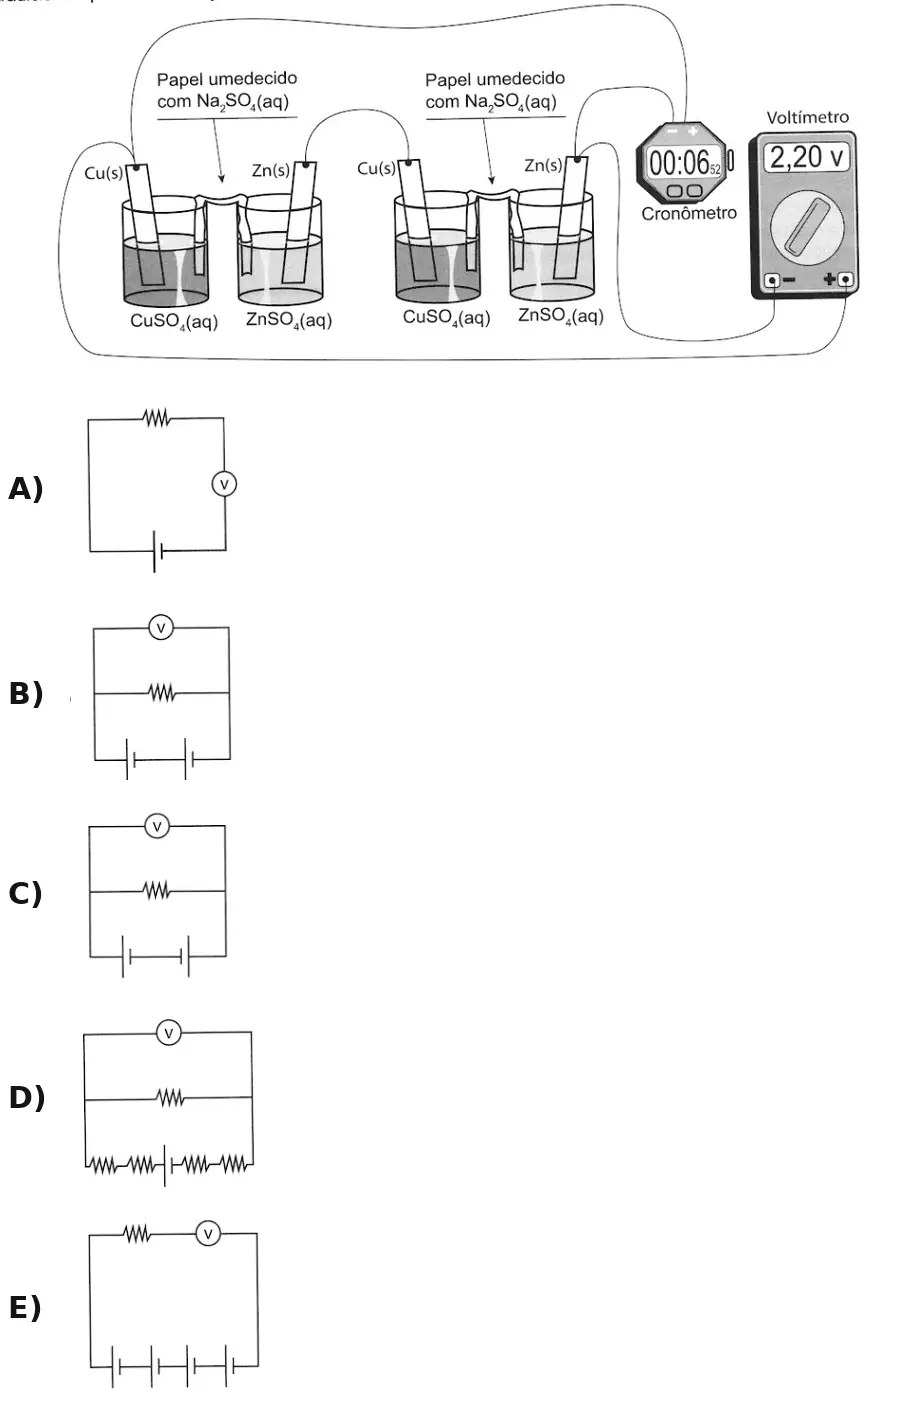 Papel umedecido
com Na₂SO₄(aq)
Papel umedecido
com Na₂SO₄(aq)
Voltímetro
2,20 v
Cu(s)
Zn(s)
Cu(s)
Zn(s)
− +
00:06 52
Cronômetro
− +
CuSO₄(aq)
ZnSO₄(aq)
CuSO₄(aq)
ZnSO₄(aq)
A)
V
B)
V
C)
V
D)
V
E)
V